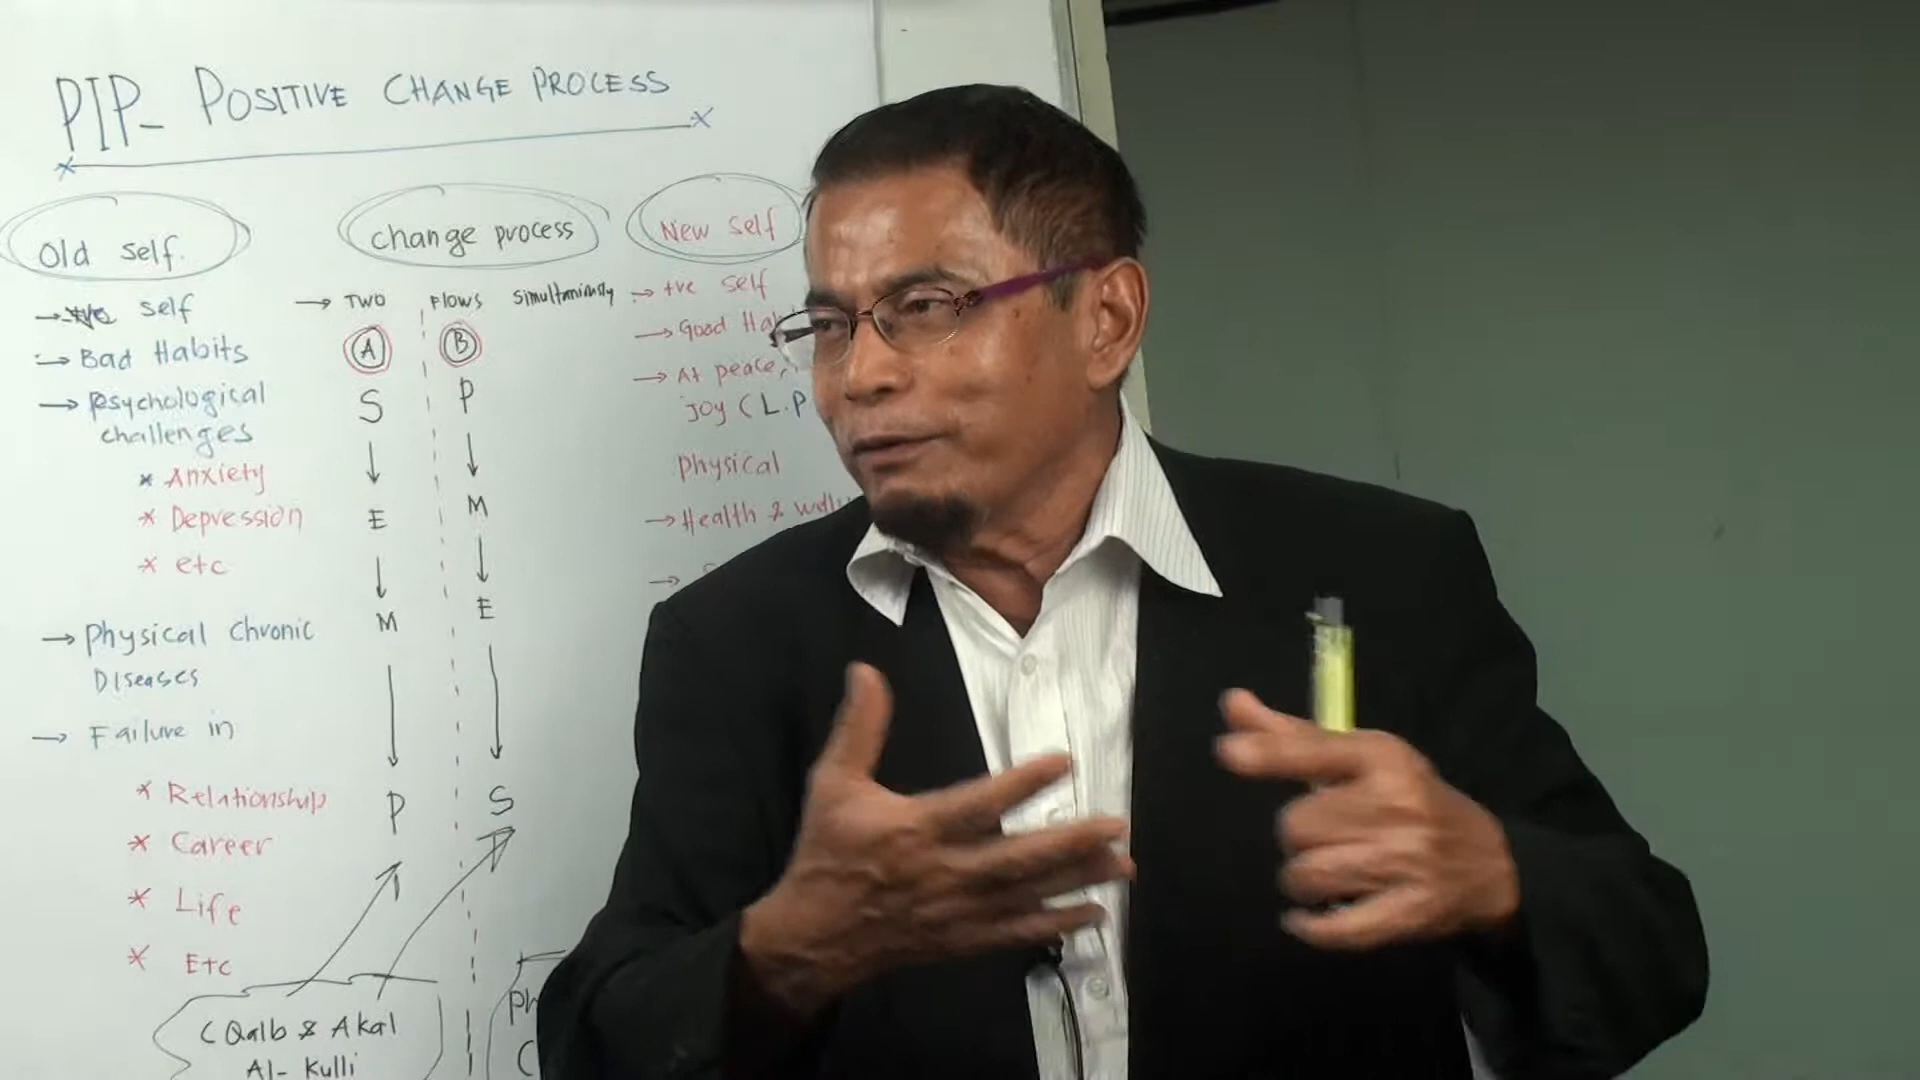 PIP- POSITIVE CHANGE PROCESS
Old self.
→ self
→ Bad Habits
→ Psychological
challenges
* Anxiety
* Depression
* etc
→ Physical Chronic
Diseases
→ Failure in
* Relationship
* Career
* Life
* Etc
(Qalb & Akal
Al- Kulli
change process
→ TWO Flows simultaniously
A B
S P
↓ ↓
E M
↓ ↓
M E
↓ ↓
P S
New self
→ +ve self
→ Good
→ At peace,
Joy (L.P
Physical
→ Health &